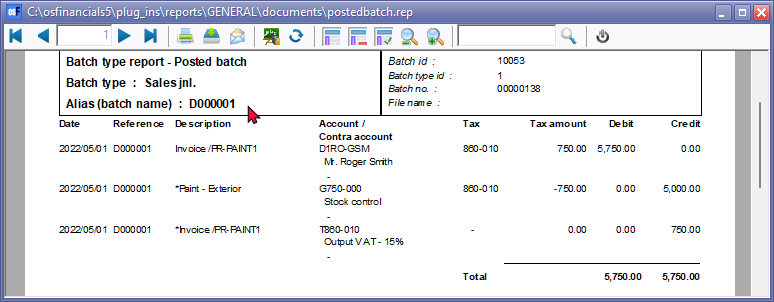 C:\osfinancials5\plug_ins\reports\GENERAL\documents\postedbatch.rep
1
Batch type report - Posted batch
Batch type : Sales jnl.
Alias (batch name) : D000001
Batch id : 10053
Batch type id : 1
Batch no. : 00000138
File name :
Date Reference Description Account / Tax Tax amount Debit Credit
Contra account
2022/05/01 D000001 Invoice /PR-PAINT1 D1RO-GSM 860-010 750.00 5,750.00 0.00
Mr. Roger Smith
-
2022/05/01 D000001 *Paint - Exterior G750-000 860-010 -750.00 0.00 5,000.00
Stock control
-
2022/05/01 D000001 *Invoice /PR-PAINT1 T860-010 - 0.00 0.00 750.00
Output VAT - 15%
-
Total 5,750.00 5,750.00